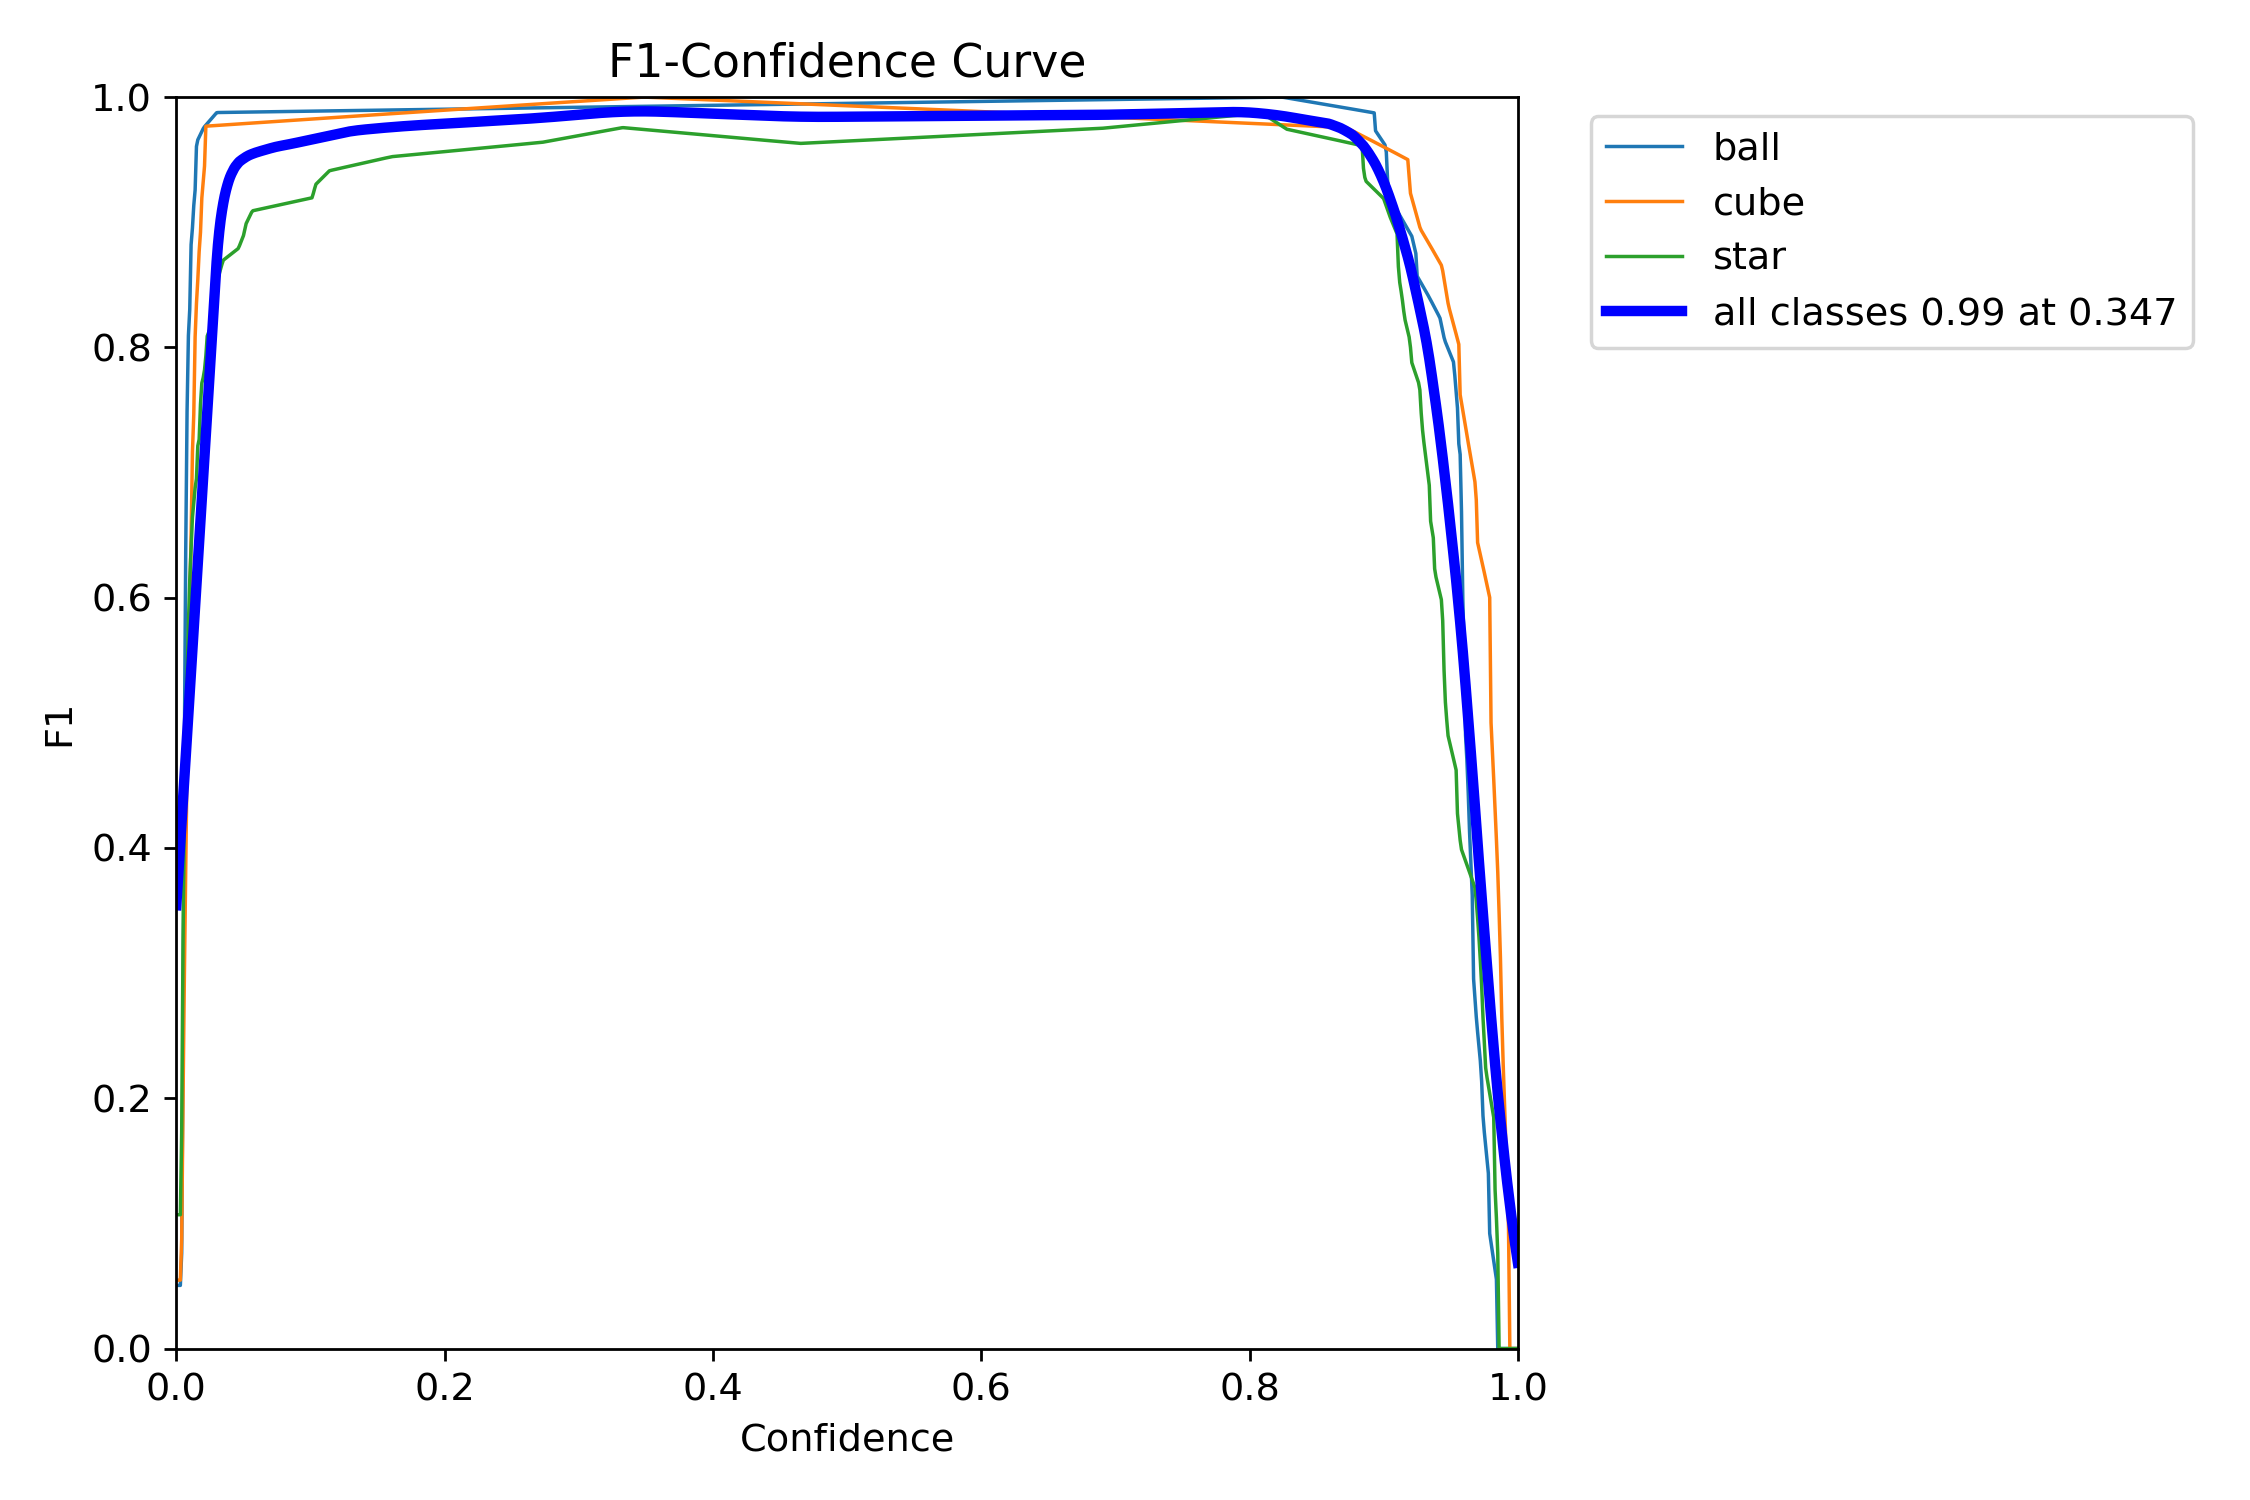 F1-Confidence Curve
1.0
0.8
0.6
0.4
0.2
0.0
F1
0.0 0.2 0.4 0.6 0.8 1.0
Confidence
ball
cube
star
all classes 0.99 at 0.347